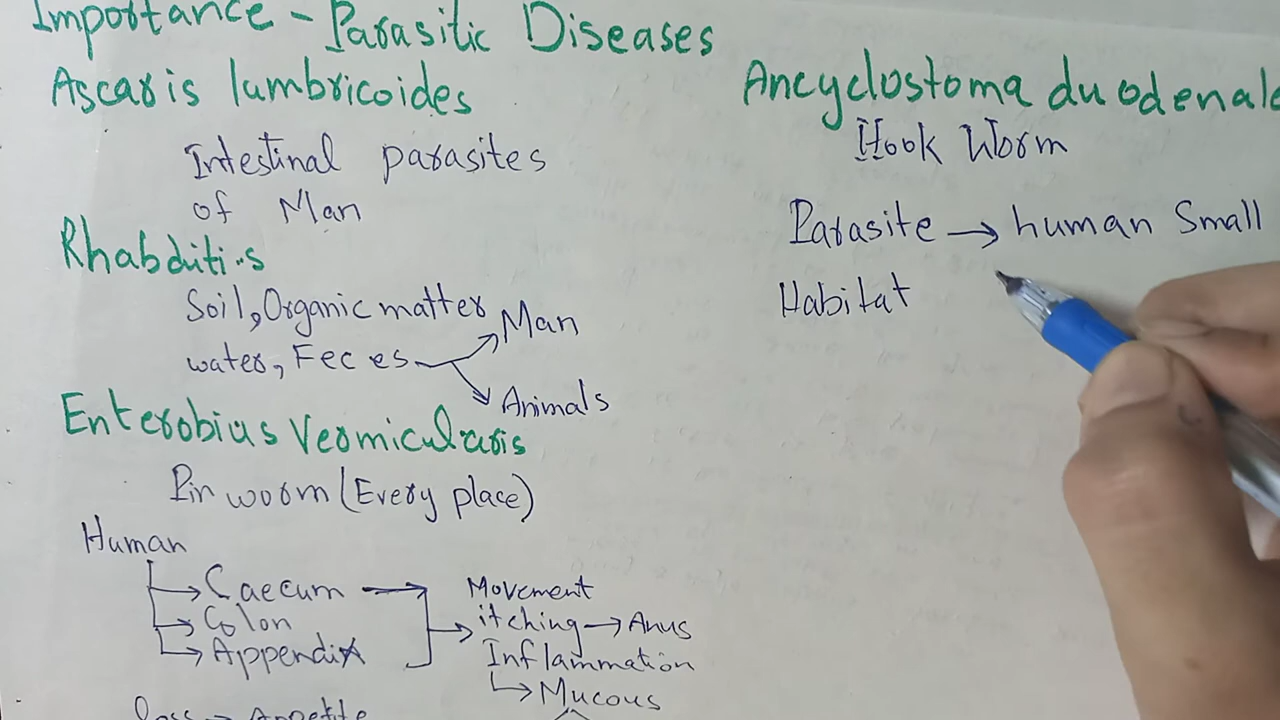 Importance - Parasitic Diseases
Ascaris lumbricoides
Intestinal parasites
of Man
Rhabditis
Soil, Organic matter
water, Feces → Man
→ Animals
Enterobius Vermicularis
Pin worm (Every place)
Human
→ Caecum → Movement
→ Colon itching → Anus
→ Appendix Inflammation
→ Mucous
loss → Appetite
Ancyclostoma duodenale
Hook Worm
Parasite → human Small
Habitat